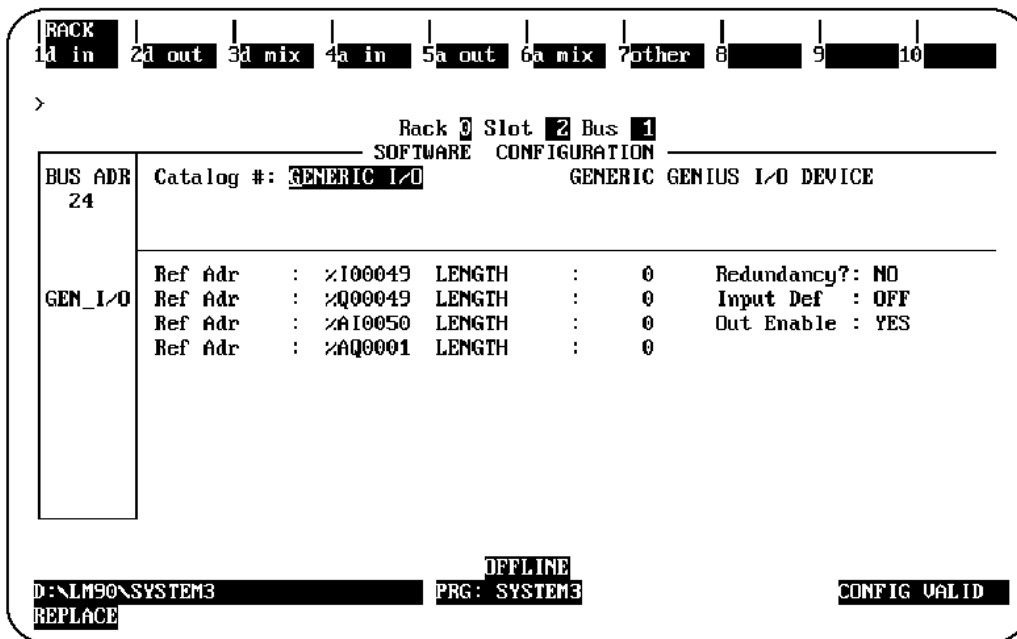 RACK
1d in 2d out 3d mix 4a in 5a out 6a mix 7other 8 9 10
>
Rack 0 Slot 2 Bus 1
SOFTWARE CONFIGURATION
BUS ADR Catalog #: GENERIC I/O GENERIC GENIUS I/O DEVICE
24
Ref Adr : %I00049 LENGTH : 0 Redundancy?: NO
GEN_I/O Ref Adr : %Q00049 LENGTH : 0 Input Def : OFF
Ref Adr : %AI0050 LENGTH : 0 Out Enable : YES
Ref Adr : %AQ0001 LENGTH : 0
OFFLINE
D:\LM90\SYSTEM3 PRG: SYSTEM3 CONFIG VALID
REPLACE